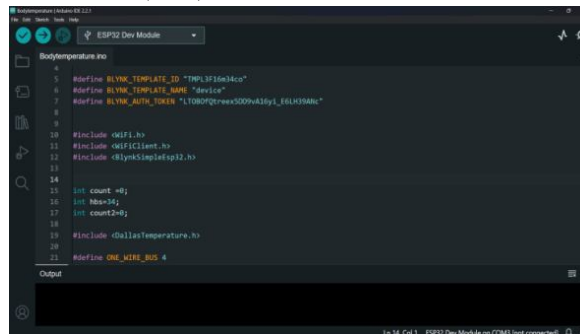 Bodytemperature | Arduino IDE 2.2.1
File Edit Sketch Tools Help
ESP32 Dev Module
Bodytemperature.ino
4
5 #define BLYNK_TEMPLATE_ID "TMPL3F16m34co"
6 #define BLYNK_TEMPLATE_NAME "device"
7 #define BLYNK_AUTH_TOKEN
8
9
10 #include <WiFi.h>
11 #include <WiFiClient.h>
12 #include <BlynkSimpleEsp32.h>
13
14
15 int count =0;
16 int hbs=34;
17 int count2=0;
18
19 #include <DallasTemperature.h>
20
21 #define ONE_WIRE_BUS 4
Output
Ln 14, Col 1 ESP32 Dev Module on COM3 [not connected]